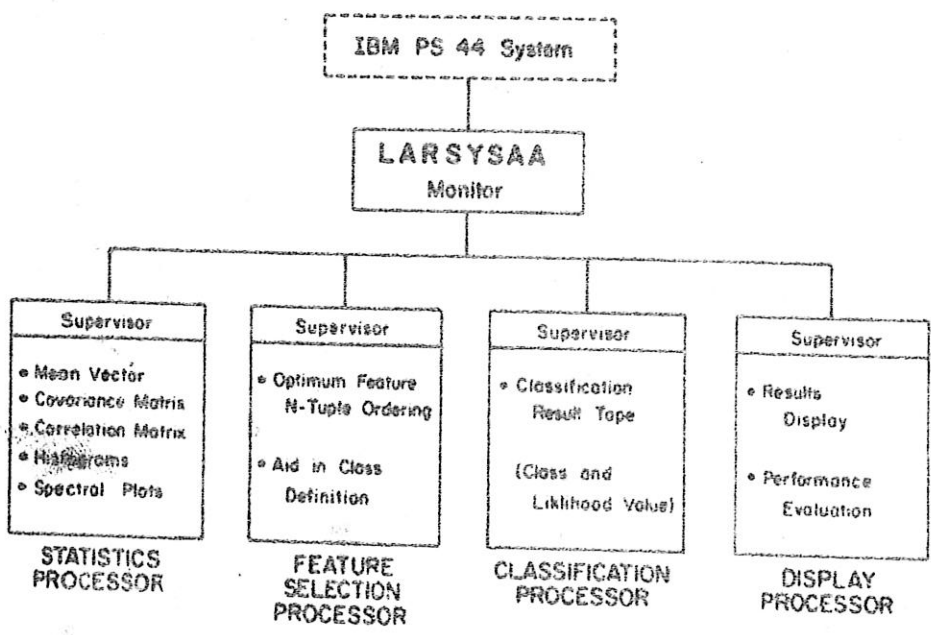 IBM PS 44 System
LARSYSAA
Monitor
Supervisor
• Mean Vector
• Covariance Matrix
• Correlation Matrix
• Histograms
• Spectral Plots
STATISTICS
PROCESSOR
Supervisor
• Optimum Feature
N-Tuple Ordering
• Aid in Class
Definition
FEATURE
SELECTION
PROCESSOR
Supervisor
• Classification
Result Tape
(Class and
Liklihood Value)
CLASSIFICATION
PROCESSOR
Supervisor
• Results
Display
• Performance
Evaluation
DISPLAY
PROCESSOR